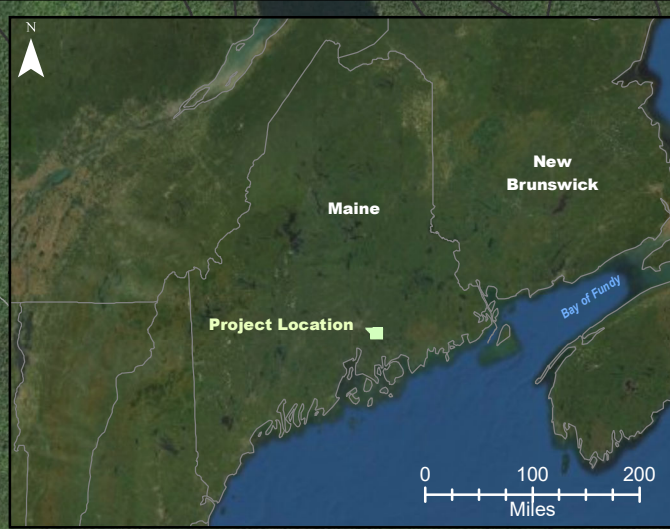 N
Maine
New
Brunswick
Project Location
Bay of Fundy
0 100 200
Miles